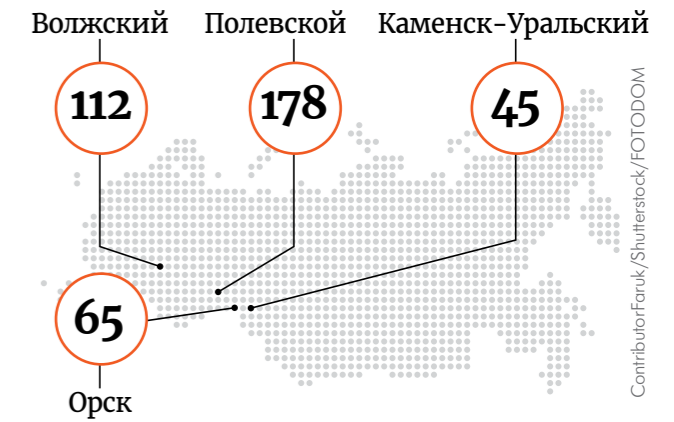 Волжский
Полевской
Каменск-Уральский
112
178
45
65
Орск
ContributorFaruk/Shutterstock/FOTODOM